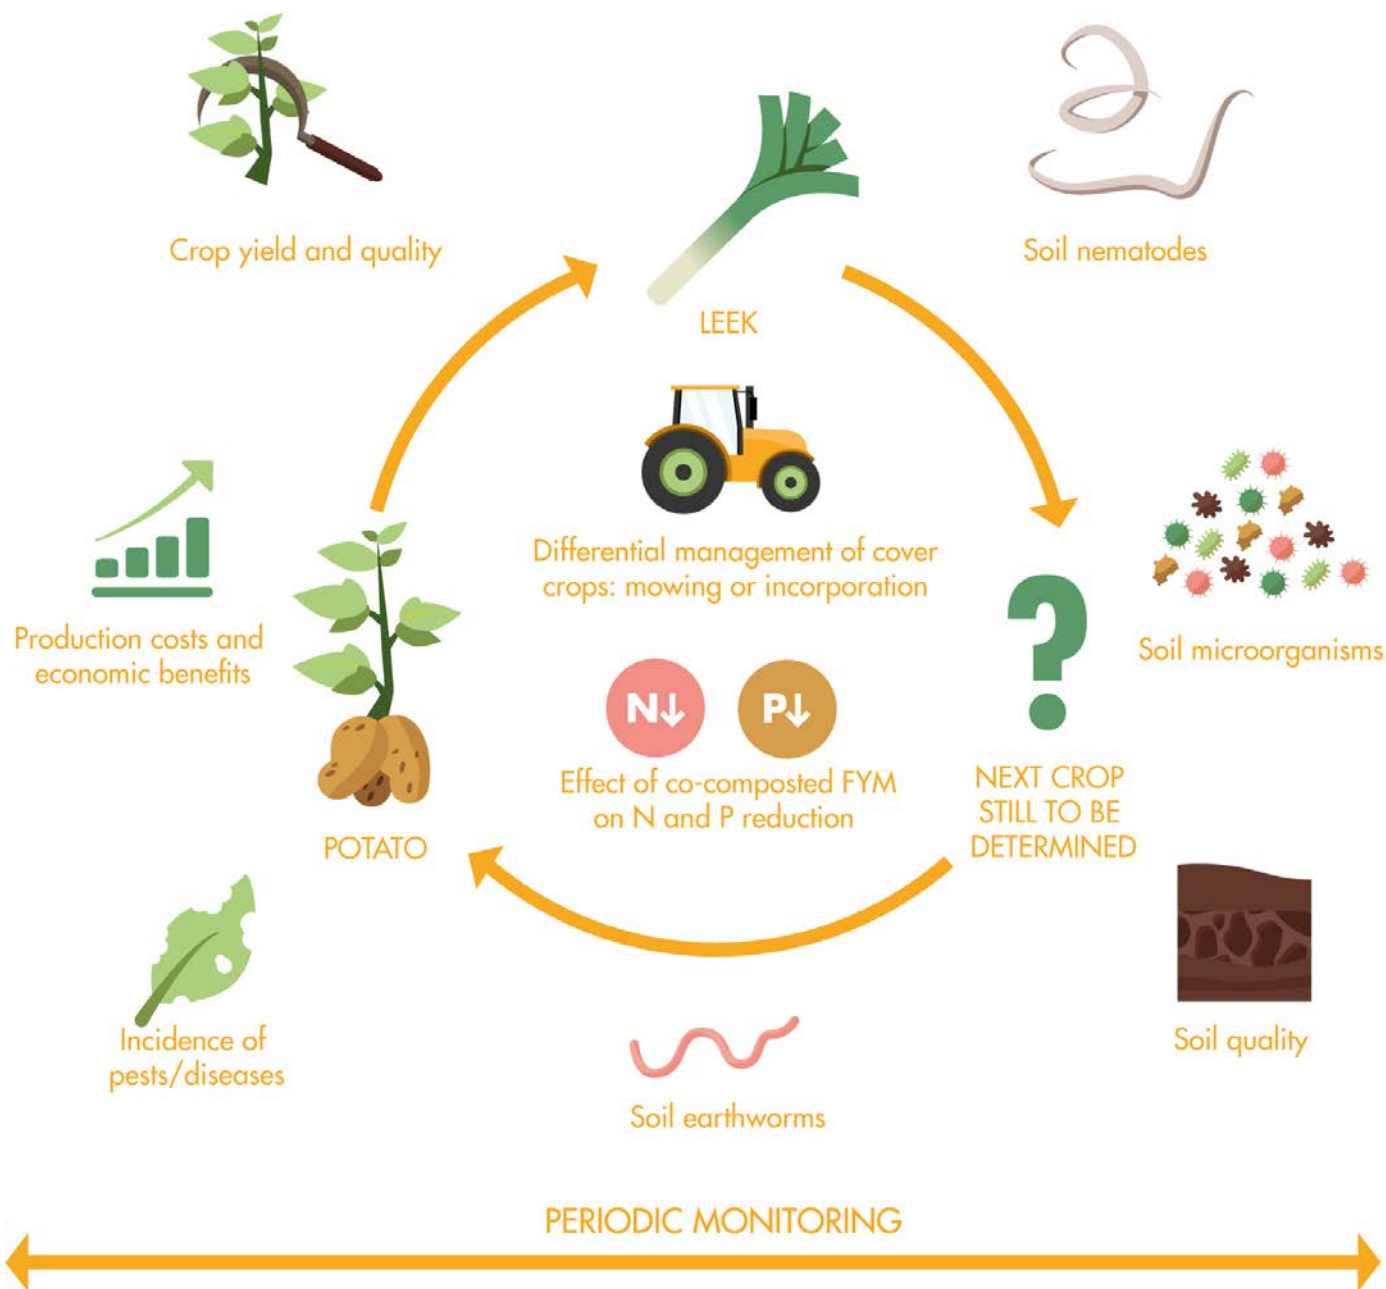 Crop yield and quality
Soil nematodes
LEEK
Differential management of cover
crops: mowing or incorporation
Production costs and
economic benefits
Soil microorganisms
N↓
P↓
Effect of co-composted FYM
on N and P reduction
?
NEXT CROP
STILL TO BE
DETERMINED
POTATO
Incidence of
pests/diseases
Soil quality
Soil earthworms
PERIODIC MONITORING